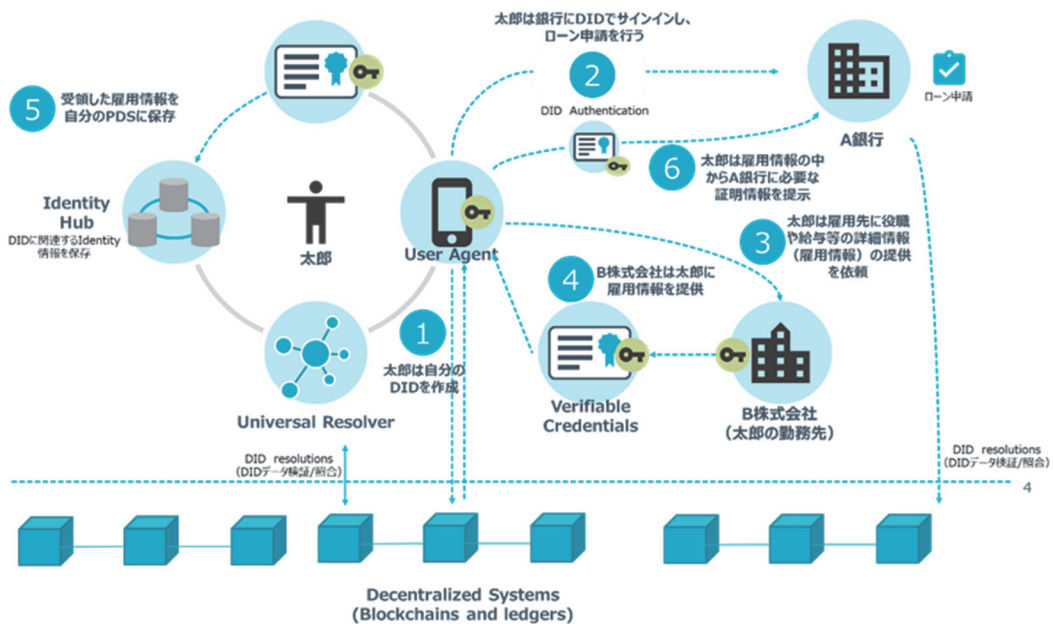 太郎は銀行にDIDでサインインし、
ローン申請を行う
2
DID Authentication
ローン申請
A銀行
5
受領した雇用情報を
自分のPDSに保存
6
太郎は雇用情報の中
からA銀行に必要な
証明情報を提示
Identity
Hub
DIDに関連するIdentity
情報を保存
太郎
User Agent
3
太郎は雇用先に役職
や給与等の詳細情報
（雇用情報）の提供
を依頼
4
B株式会社は太郎に
雇用情報を提供
1
太郎は自分の
DIDを作成
Universal Resolver
Verifiable
Credentials
B株式会社
（太郎の勤務先）
DID resolutions
（DIDデータ検証/照合）
DID resolutions
（DIDデータ検証/照合）
4
Decentralized Systems
(Blockchains and ledgers)